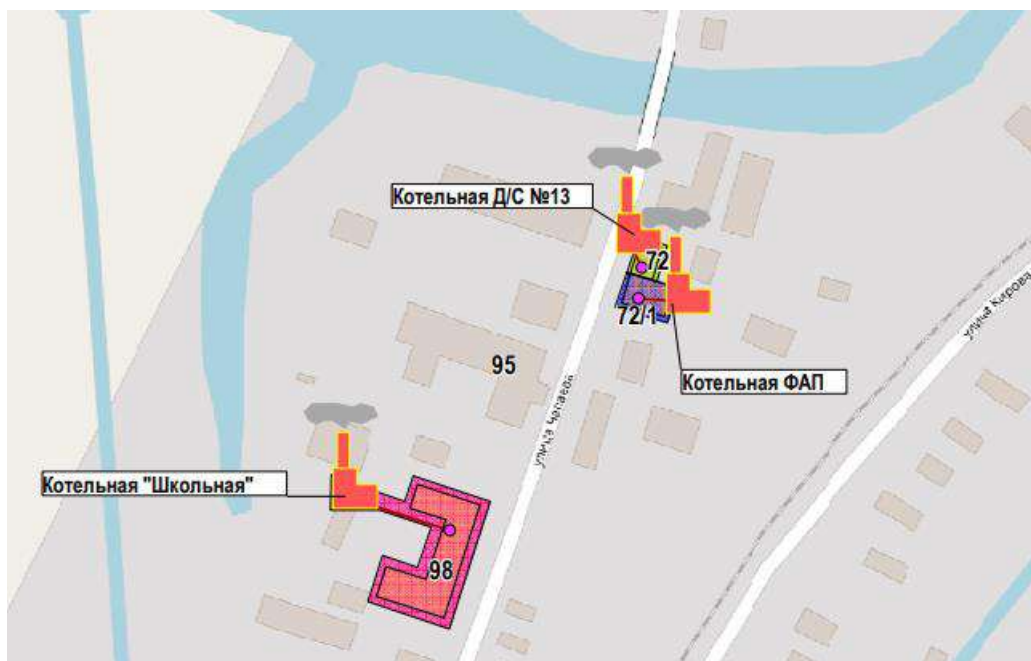 Котельная Д/С №13
72
72/1
улица Кирова
95
Котельная ФАП
улица Чапаева
Котельная "Школьная"
98